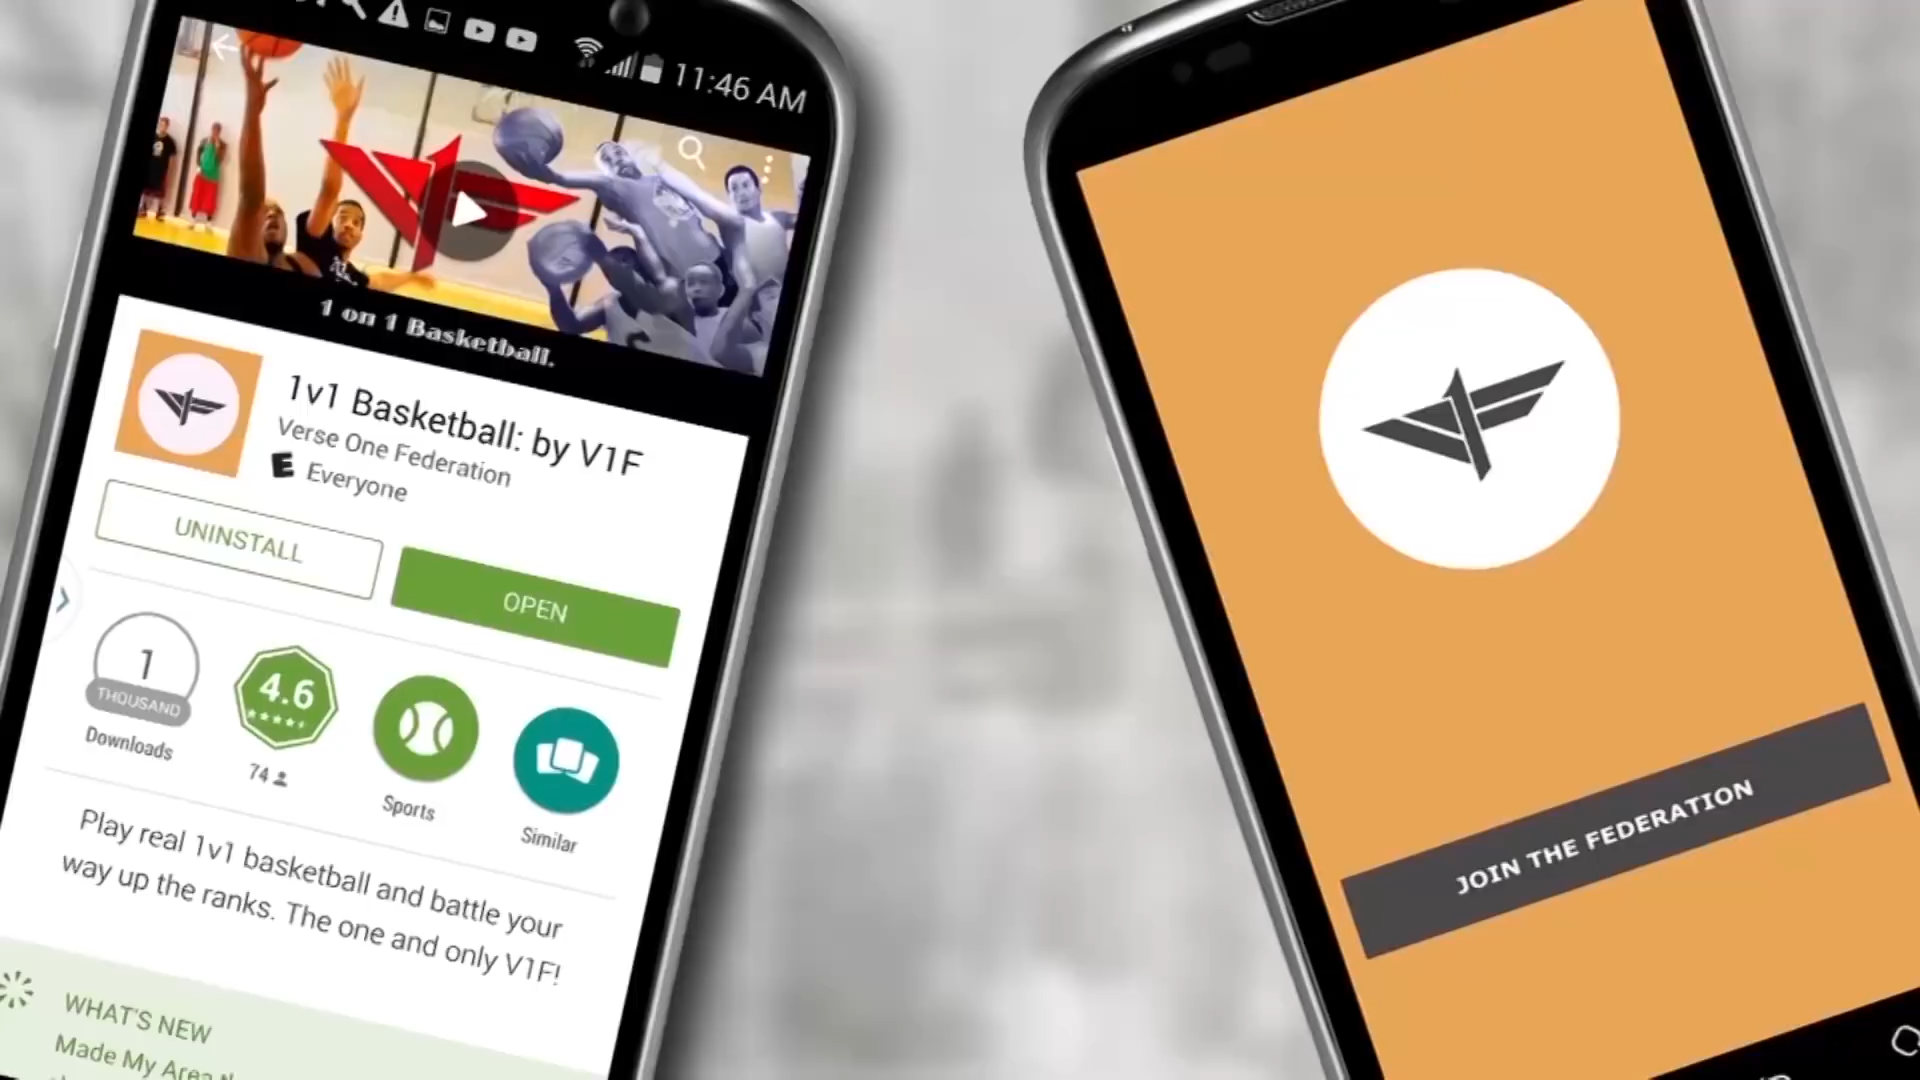 11:46 AM
1 on 1 Basketball.
1v1 Basketball: by V1F
Verse One Federation
E Everyone
UNINSTALL
OPEN
1
THOUSAND
Downloads
4.6
74
Sports
Similar
Play real 1v1 basketball and battle your
way up the ranks. The one and only V1F!
WHAT'S NEW
Made My Area
JOIN THE FEDERATION